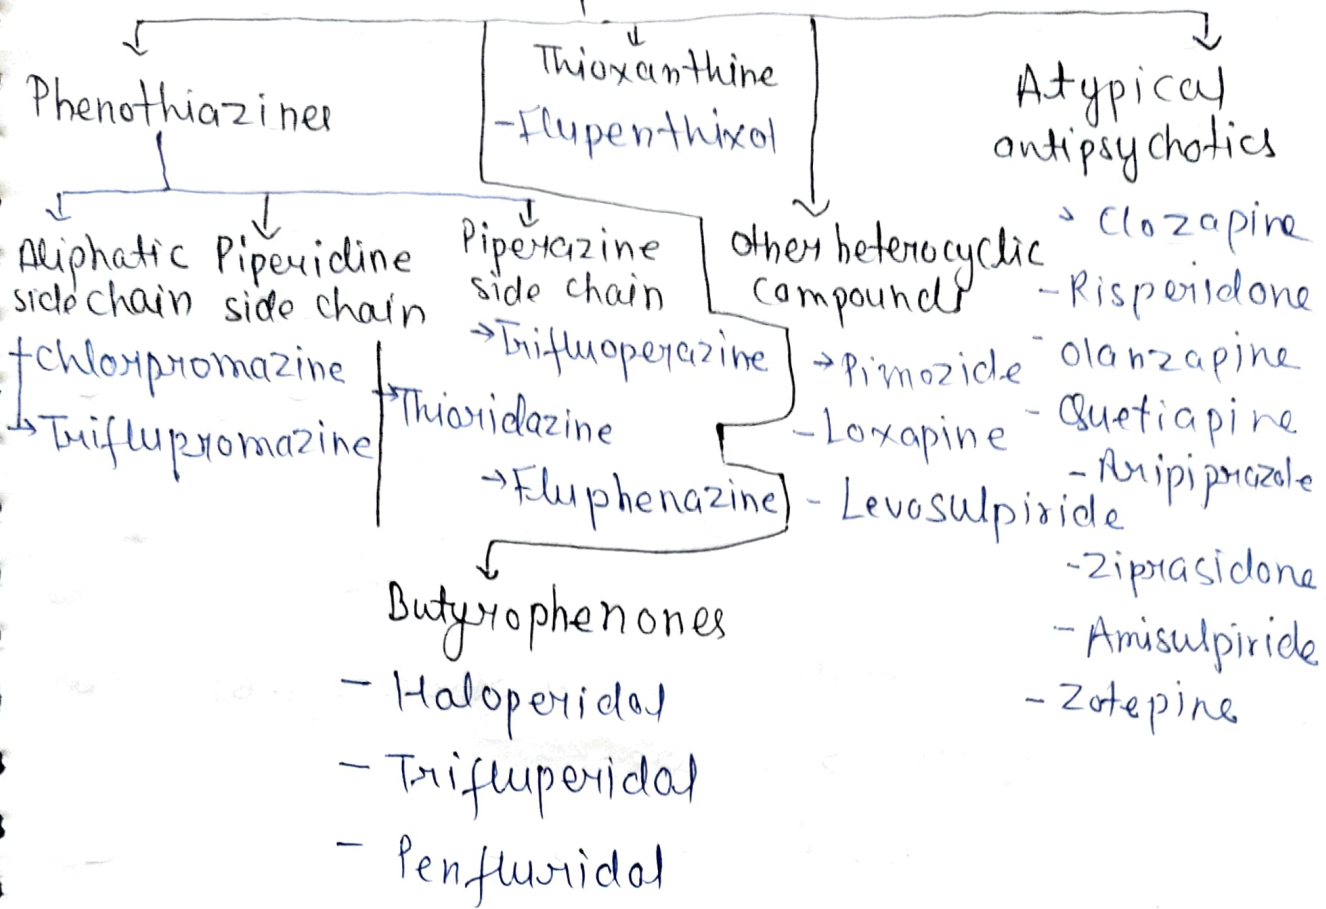 Phenothiazines
Aliphatic
side chain
+ Chlorpromazine
→ Triflupromazine
Piperidine
side chain
→ Thioridazine
Piperazine
side chain
→ Trifluoperazine
→ Fluphenazine
Butyrophenones
- Haloperidol
- Trifluperidol
- Penfluridol
Thioxanthine
- Flupenthixol
Other heterocyclic
compounds
→ Pimozide
- Loxapine
- Levosulpiride
Atypical
antipsychotics
> Clozapine
- Risperidone
- Olanzapine
- Quetiapine
- Aripiprazole
- Ziprasidone
- Amisulpiride
- Zotepine